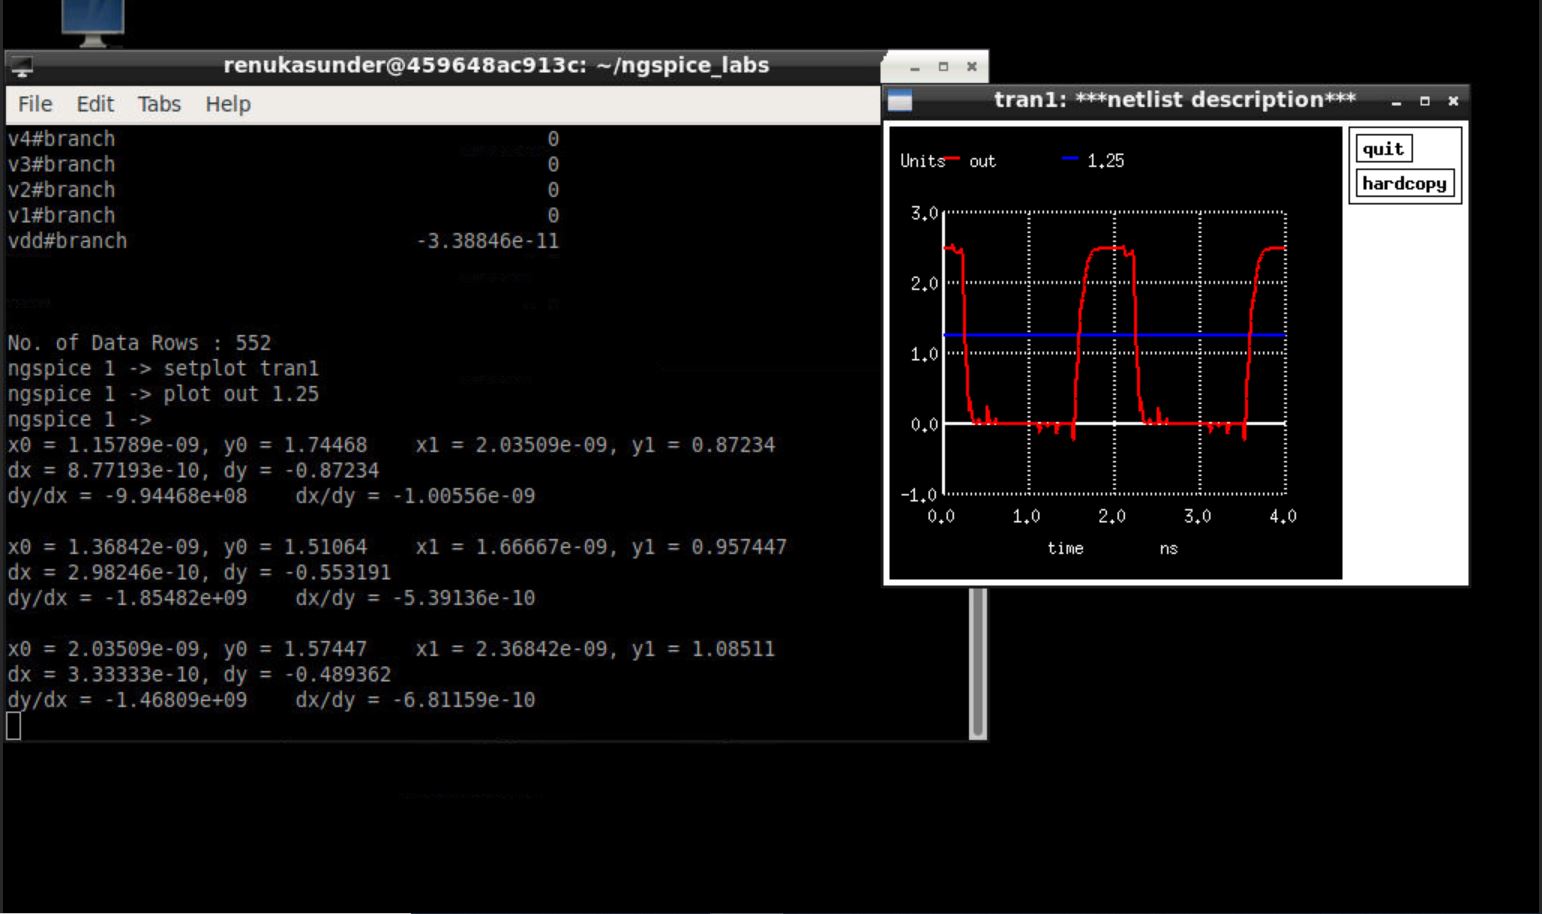 renukasunder@459648ac913c: ~/ngspice_labs
File Edit Tabs Help
v4#branch 0
v3#branch 0
v2#branch 0
v1#branch 0
vdd#branch -3.38846e-11
No. of Data Rows : 552
ngspice 1 -> setplot tran1
ngspice 1 -> plot out 1.25
ngspice 1 ->
x0 = 1.15789e-09, y0 = 1.74468 x1 = 2.03509e-09, y1 = 0.87234
dx = 8.77193e-10, dy = -0.87234
dy/dx = -9.94468e+08 dx/dy = -1.00556e-09
x0 = 1.36842e-09, y0 = 1.51064 x1 = 1.66667e-09, y1 = 0.957447
dx = 2.98246e-10, dy = -0.553191
dy/dx = -1.85482e+09 dx/dy = -5.39136e-10
x0 = 2.03509e-09, y0 = 1.57447 x1 = 2.36842e-09, y1 = 1.08511
dx = 3.33333e-10, dy = -0.489362
dy/dx = -1.46809e+09 dx/dy = -6.81159e-10
tran1: ***netlist description***
quit
hardcopy
Units out 1.25
3.0
2.0
1.0
0.0
-1.0
0.0 1.0 2.0 3.0 4.0
time ns